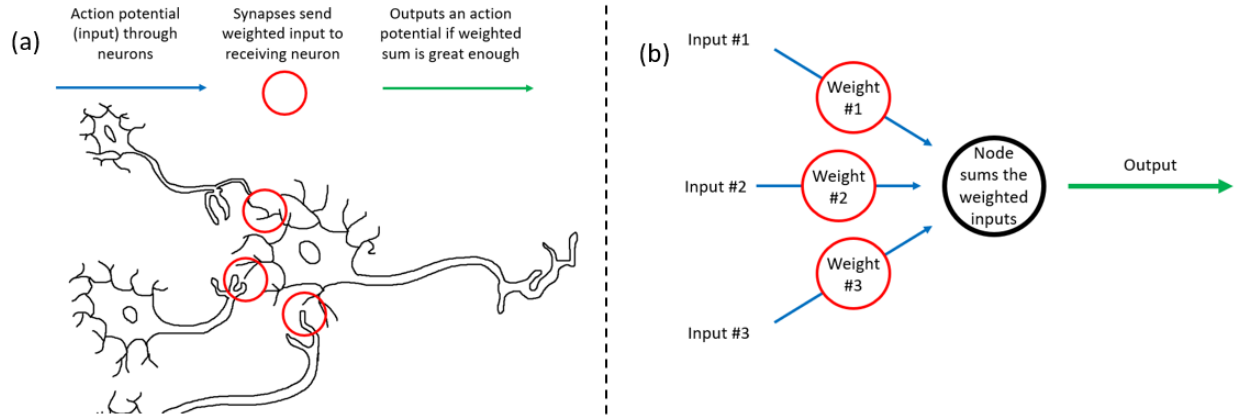 (a)
Action potential
(input) through
neurons
Synapses send
weighted input to
receiving neuron
Outputs an action
potential if weighted
sum is great enough
(b)
Input #1
Weight
#1
Input #2
Weight
#2
Node
sums the
weighted
inputs
Output
Weight
#3
Input #3